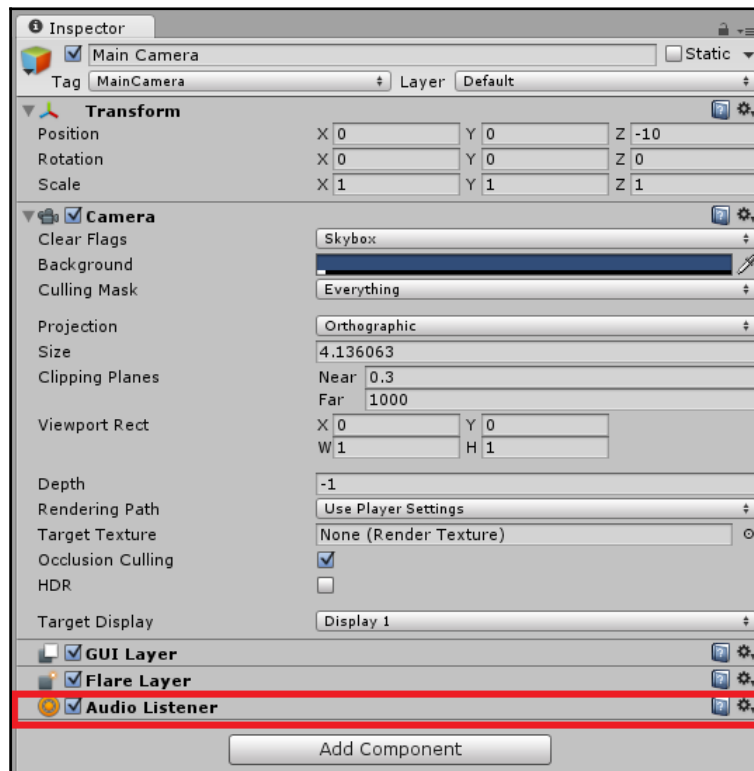 Inspector
Main Camera Static
Tag MainCamera Layer Default
Transform
Position X 0 Y 0 Z -10
Rotation X 0 Y 0 Z 0
Scale X 1 Y 1 Z 1
Camera
Clear Flags Skybox
Background
Culling Mask Everything
Projection Orthographic
Size 4.136063
Clipping Planes Near 0.3
Far 1000
Viewport Rect X 0 Y 0
W 1 H 1
Depth -1
Rendering Path Use Player Settings
Target Texture None (Render Texture)
Occlusion Culling
HDR
Target Display Display 1
GUI Layer
Flare Layer
Audio Listener
Add Component